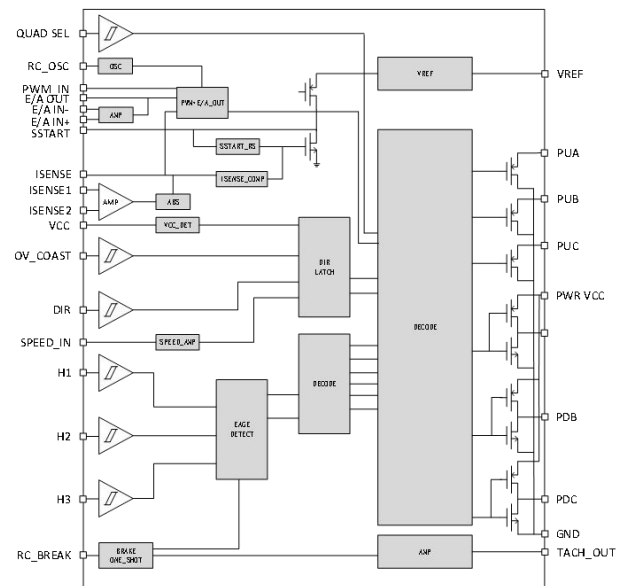 QUAD SEL
RC_OSC
PWM_IN
E/A OUT
E/A IN-
E/A IN+
SSTART
ISENSE
ISENSE1
ISENSE2
VCC
OV_COAST
DIR
SPEED_IN
H1
H2
H3
RC_BREAK
OSC
AMP
PWM+E/A_OUT
SSTART_RS
ISENSE_COMP
AMP
ABS
VCC_DET
SPEED_AMP
DIR
LATCH
DECODE
EAGE
DETECT
BRAKE
ONE_SHOT
VREF
DECODE
AMP
VREF
PUA
PUB
PUC
PWR VCC
PDB
PDC
GND
TACH_OUT